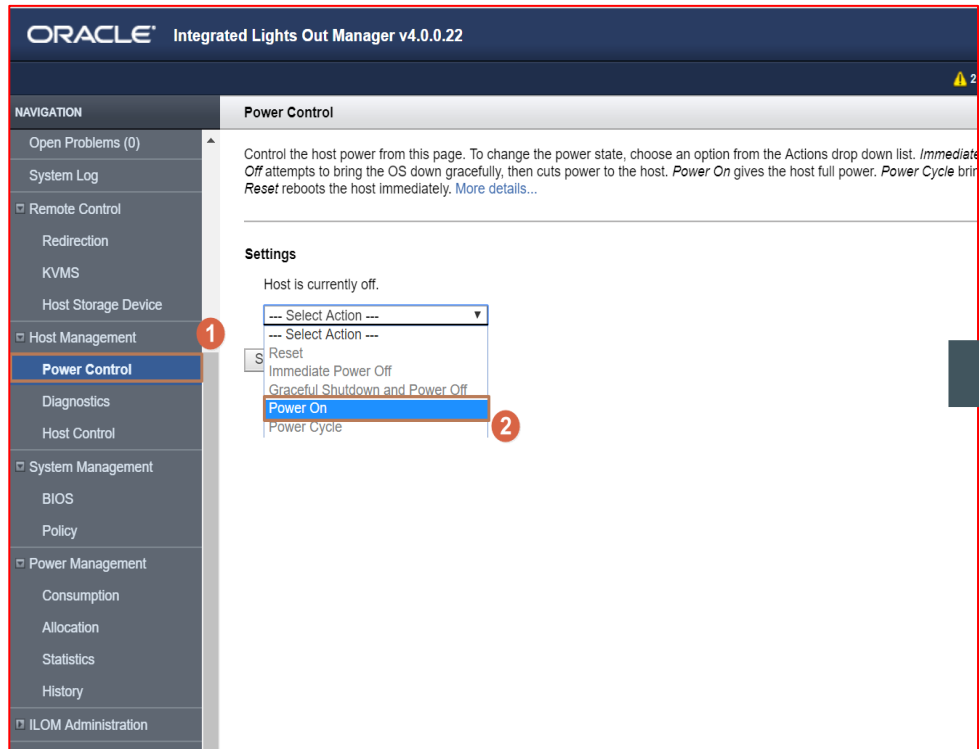 ORACLE® Integrated Lights Out Manager v4.0.0.22
2
NAVIGATION
Open Problems (0)
System Log
Remote Control
Redirection
KVMS
Host Storage Device
Host Management
1
Power Control
Diagnostics
Host Control
System Management
BIOS
Policy
Power Management
Consumption
Allocation
Statistics
History
ILOM Administration
Power Control
Control the host power from this page. To change the power state, choose an option from the Actions drop down list. Immediate
Off attempts to bring the OS down gracefully, then cuts power to the host. Power On gives the host full power. Power Cycle brin
Reset reboots the host immediately. More details...
Settings
Host is currently off.
--- Select Action ---
--- Select Action ---
S
Reset
Immediate Power Off
Graceful Shutdown and Power Off
Power On
2
Power Cycle